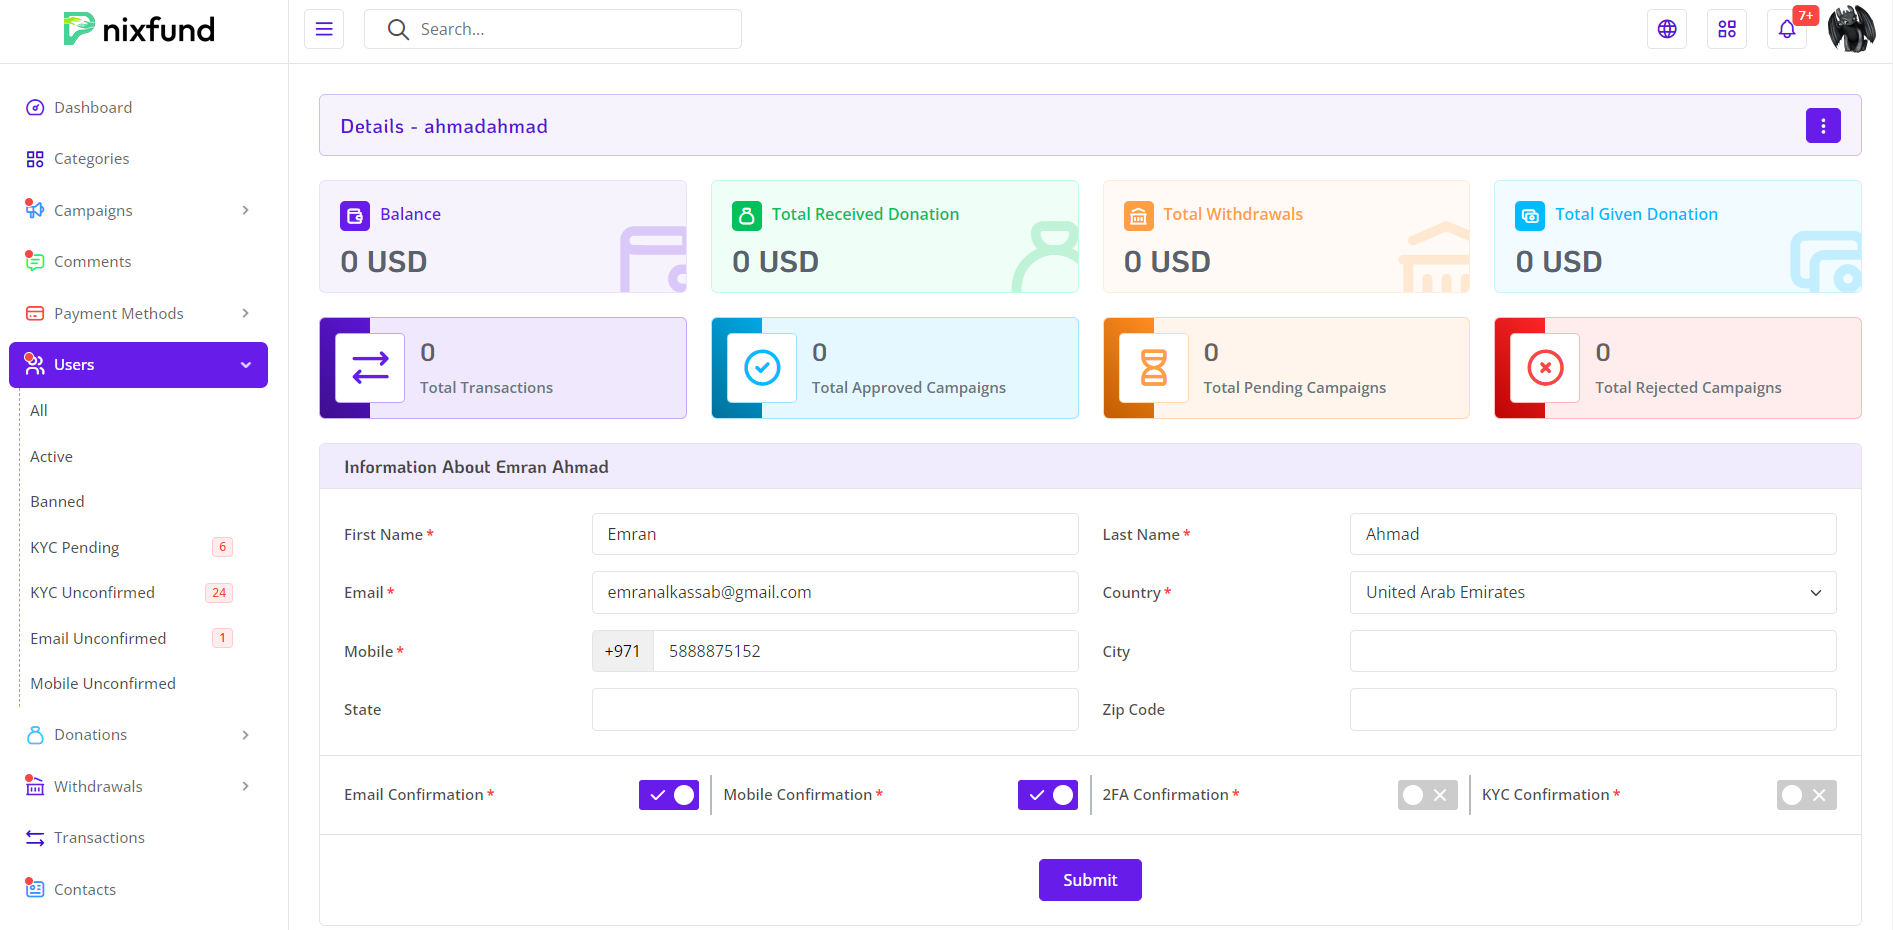 nixfund
Search...
7+
Dashboard
Categories
Campaigns
Comments
Payment Methods
Users
All
Active
Banned
KYC Pending 6
KYC Unconfirmed 24
Email Unconfirmed 1
Mobile Unconfirmed
Donations
Withdrawals
Transactions
Contacts
Details - ahmadahmad
Balance
0 USD
Total Received Donation
0 USD
Total Withdrawals
0 USD
Total Given Donation
0 USD
0
Total Transactions
0
Total Approved Campaigns
0
Total Pending Campaigns
0
Total Rejected Campaigns
Information About Emran Ahmad
First Name * Emran
Last Name * Ahmad
Email * emranalkassab@gmail.com
Country * United Arab Emirates
Mobile * +971 5888875152
City
State
Zip Code
Email Confirmation *
Mobile Confirmation *
2FA Confirmation *
KYC Confirmation *
Submit